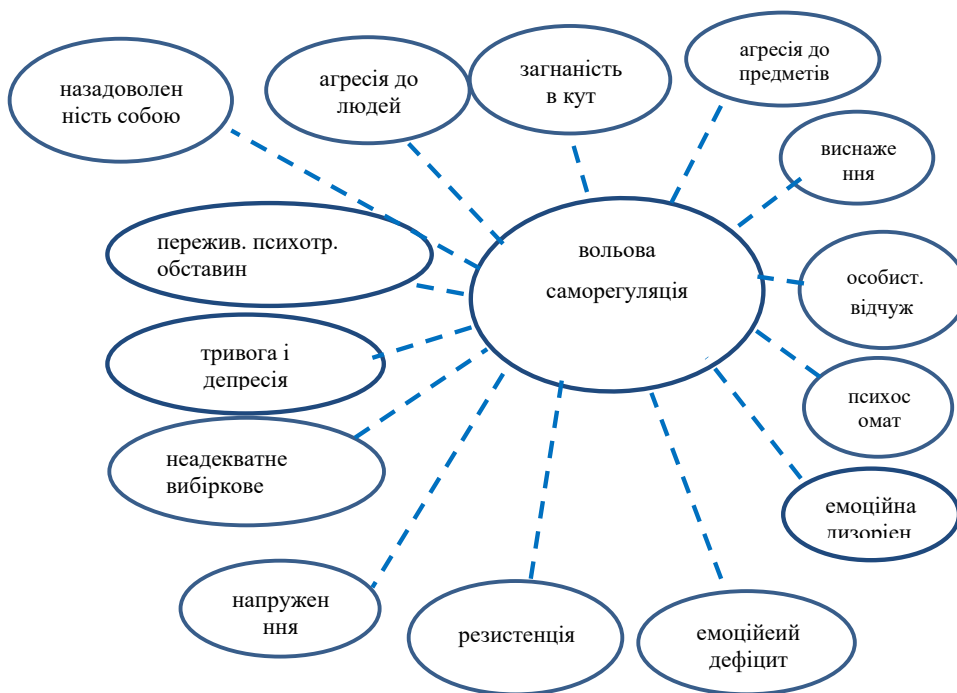 назадоволен
ність собою
агресія до
людей
загнаність
в кут
агресія до
предметів
виснаже
ння
пережив. психотр.
обставин
вольова
саморегуляція
особист.
відчуж
тривога і
депресія
психос
омат
неадекватне
вибіркове
емоційна
дизорієн
напружен
ння
резистенція
емоційеий
дефіцит